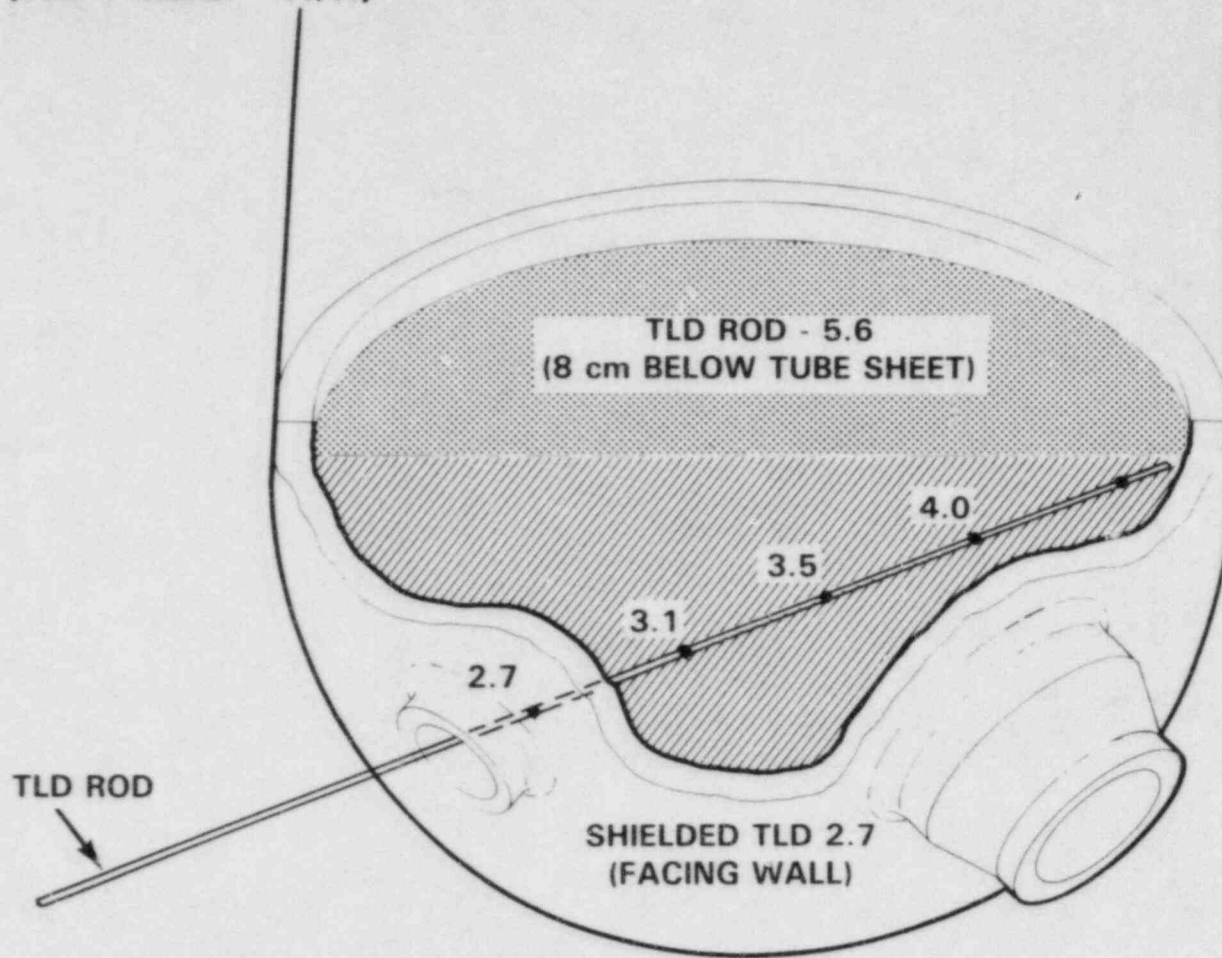 TLD ROD - 5.6
(8 cm BELOW TUBE SHEET)
4.0
3.5
3.1
2.7
TLD ROD
SHIELDED TLD 2.7
(FACING WALL)